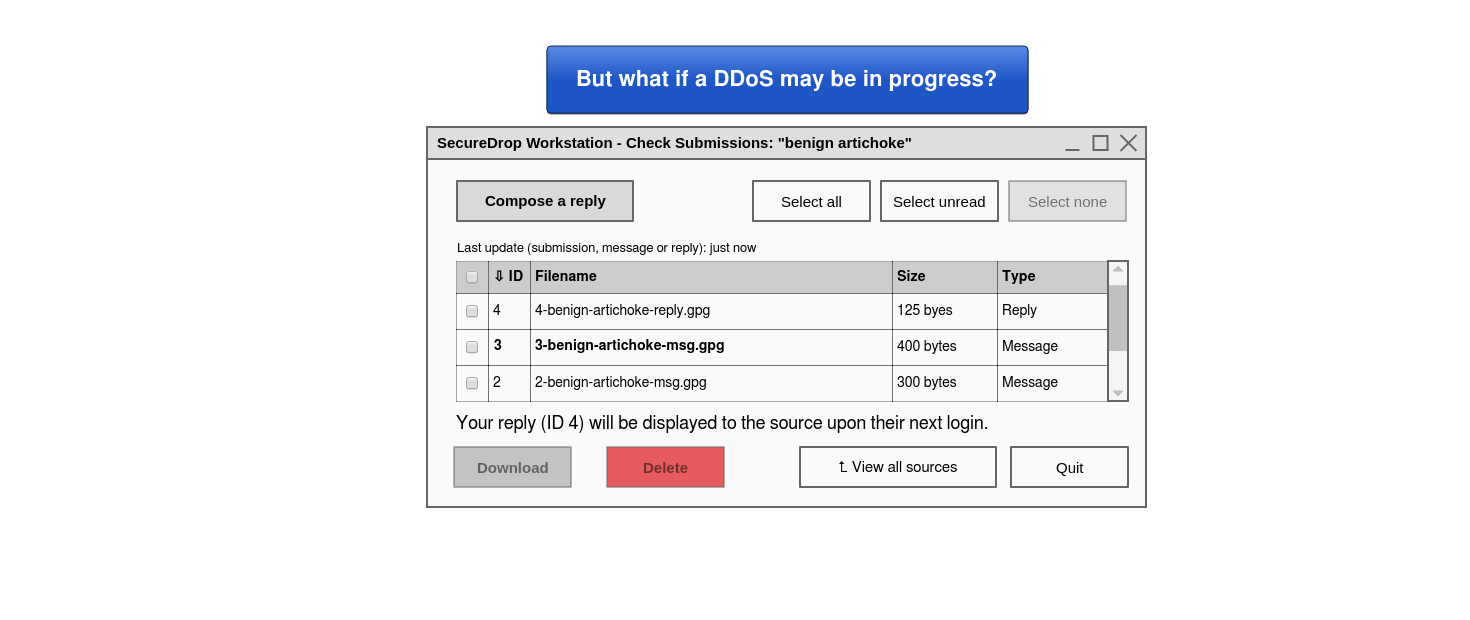 But what if a DDoS may be in progress?
SecureDrop Workstation - Check Submissions: "benign artichoke"
Compose a reply
Select all
Select unread
Select none
Last update (submission, message or reply): just now
⇩ ID Filename Size Type
4 4-benign-artichoke-reply.gpg 125 byes Reply
3 3-benign-artichoke-msg.gpg 400 bytes Message
2 2-benign-artichoke-msg.gpg 300 bytes Message
Your reply (ID 4) will be displayed to the source upon their next login.
Download
Delete
⮤ View all sources
Quit